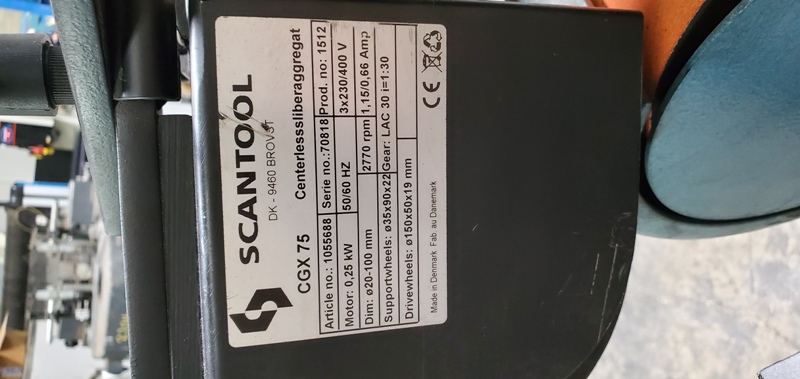 SCANTOOL
DK - 9460 BROVST
CGX 75 Centerlesssliberaggregat
Article no.: 1055688 Serie no.:70818 Prod. no: 1512
Motor: 0,25 kW 50/60 HZ 3x230/400 V
Dim: ø20-100 mm 2770 rpm 1,15/0,66 Amp
Supportwheels: ø35x90x22 Gear: LAC 30 i=1:30
Drivewheels: ø150x50x19 mm
Made in Denmark Fab. au Danemark
CE